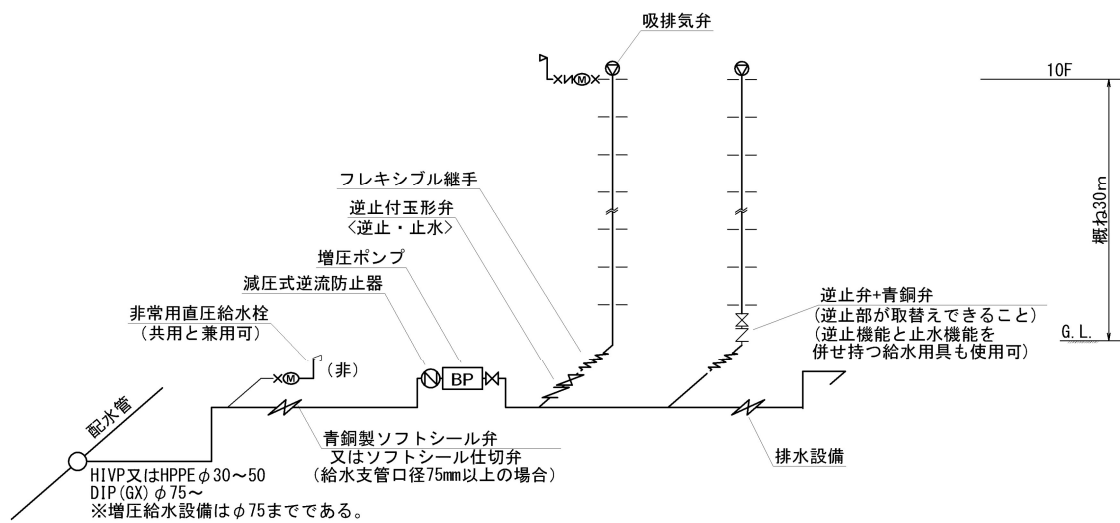 吸排気弁
10F
M
フレキシブル継手
逆止付玉形弁
<逆止・止水>
増圧ポンプ
減圧式逆流防止器
非常用直圧給水栓
(共用と兼用可)
(非)
M
BP
概ね30m
逆止弁+青銅弁
(逆止部が取替えできること)
(逆止機能と止水機能を
併せ持つ給水用具も使用可)
G.L.
配水管
青銅製ソフトシール弁
又はソフトシール仕切弁
(給水支管口径75mm以上の場合)
排水設備
HIVP又はHPPEφ30～50
DIP(GX)φ75～
※増圧給水設備はφ75までである。